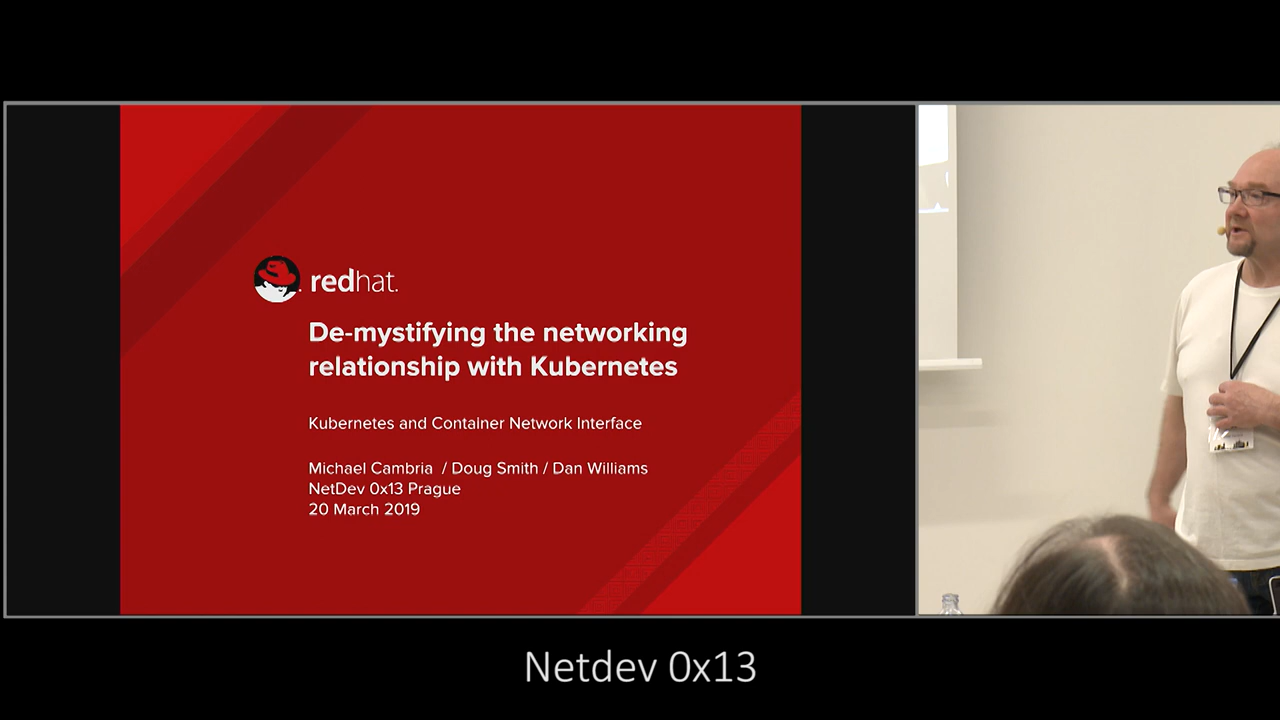 redhat.
De-mystifying the networking
relationship with Kubernetes
Kubernetes and Container Network Interface
Michael Cambria / Doug Smith / Dan Williams
NetDev 0x13 Prague
20 March 2019
Netdev 0x13